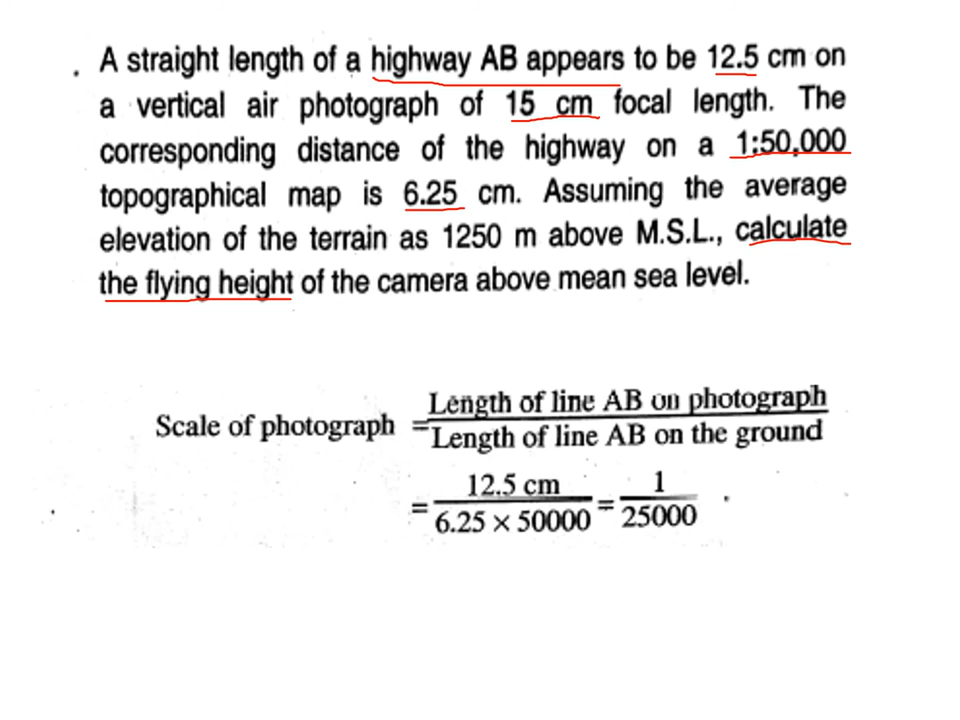 . A straight length of a highway AB appears to be 12.5 cm on
a vertical air photograph of 15 cm focal length. The
corresponding distance of the highway on a 1:50,000
topographical map is 6.25 cm. Assuming the average
elevation of the terrain as 1250 m above M.S.L., calculate
the flying height of the camera above mean sea level.
Scale of photograph = Length of line AB on photograph / Length of line AB on the ground
= 12.5 cm / 6.25 × 50000 = 1 / 25000